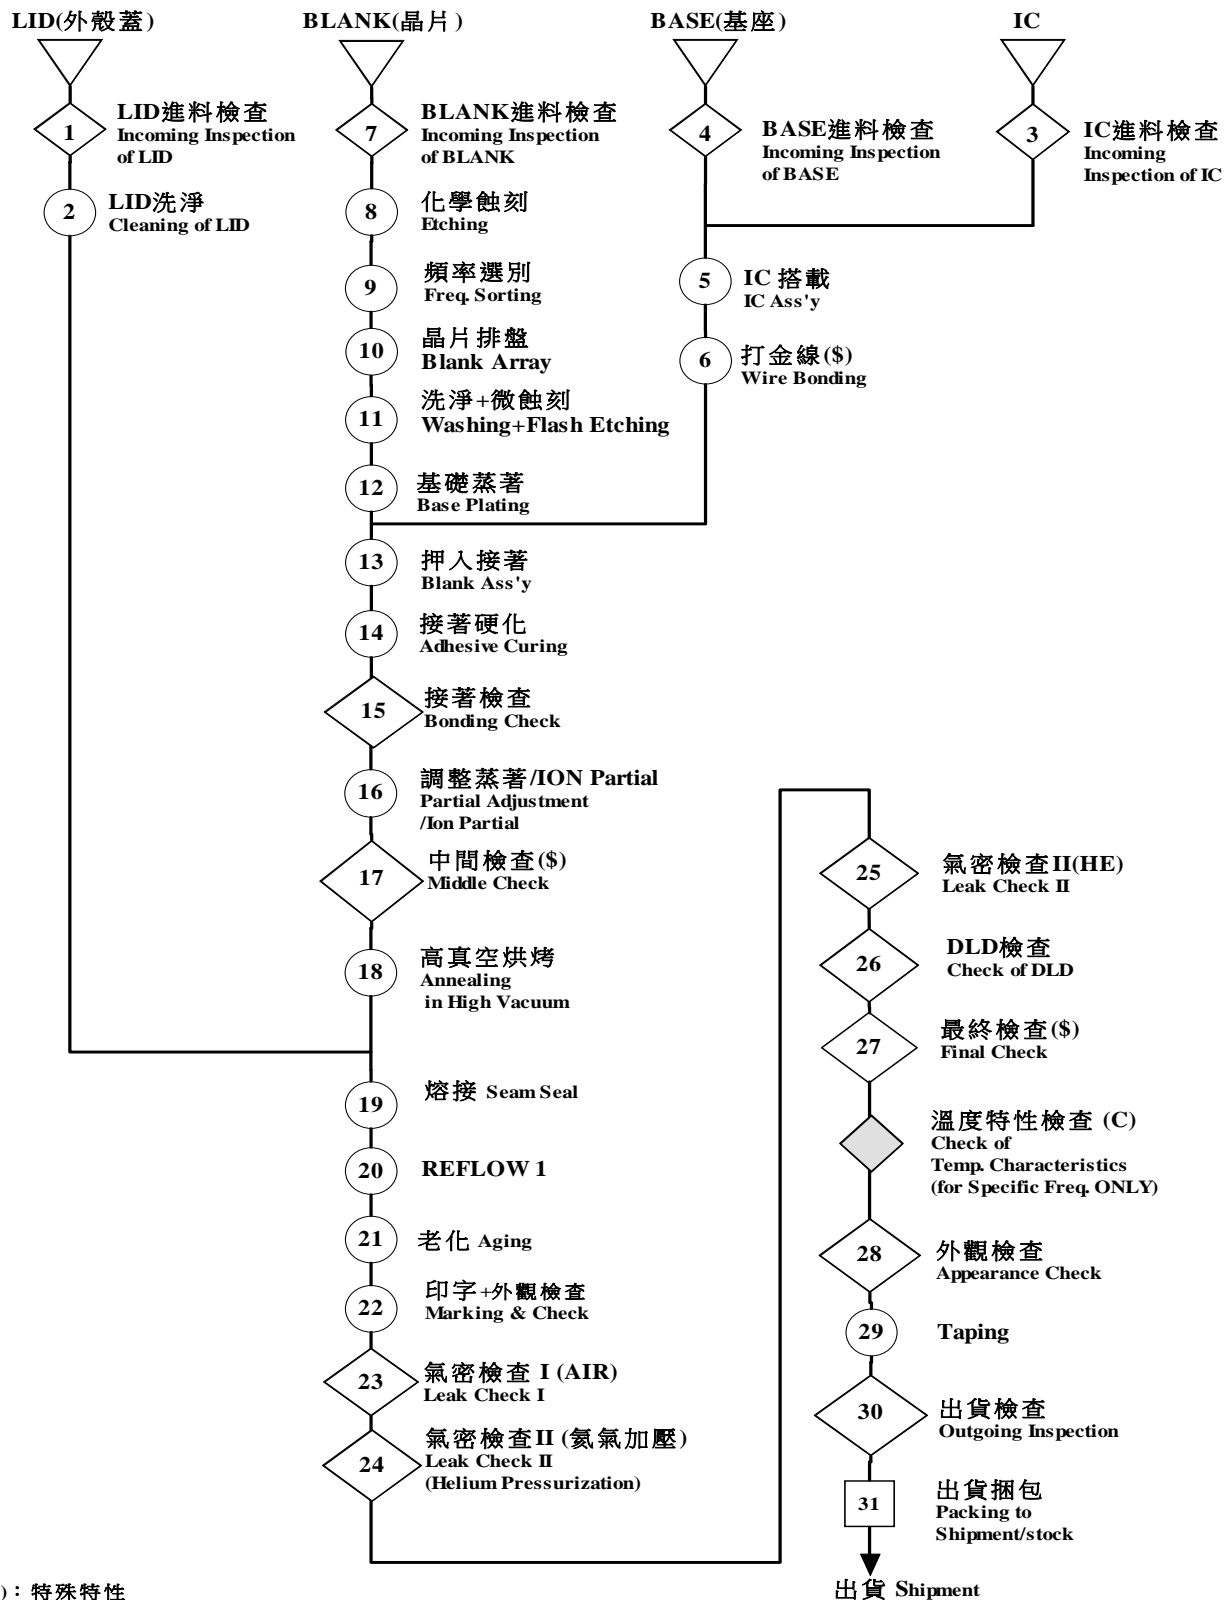 LID(外殼蓋)
BLANK(晶片)
BASE(基座)
IC
1
LID進料檢查
Incoming Inspection
of LID
7
BLANK進料檢查
Incoming Inspection
of BLANK
4
BASE進料檢查
Incoming Inspection
of BASE
3
IC進料檢查
Incoming
Inspection of IC
2
LID洗淨
Cleaning of LID
8
化學蝕刻
Etching
9
頻率選別
Freq. Sorting
5
IC 搭載
IC Ass'y
10
晶片排盤
Blank Array
6
打金線($)
Wire Bonding
11
洗淨+微蝕刻
Washing+Flash Etching
12
基礎蒸著
Base Plating
13
押入接著
Blank Ass'y
14
接著硬化
Adhesive Curing
15
接著檢查
Bonding Check
16
調整蒸著/ION Partial
Partial Adjustment
/Ion Partial
17
中間檢查($)
Middle Check
18
高真空烘烤
Annealing
in High Vacuum
19
熔接 Seam Seal
20
REFLOW 1
21
老化 Aging
22
印字+外觀檢查
Marking & Check
23
氣密檢查 I (AIR)
Leak Check I
24
氣密檢查II (氦氣加壓)
Leak Check II
(Helium Pressurization)
25
氣密檢查II(HE)
Leak Check II
26
DLD檢查
Check of DLD
27
最終檢查($)
Final Check
溫度特性檢查 (C)
Check of
Temp. Characteristics
(for Specific Freq. ONLY)
28
外觀檢查
Appearance Check
29
Taping
30
出貨檢查
Outgoing Inspection
31
出貨捆包
Packing to
Shipment/stock
出貨 Shipment
)：特殊特性